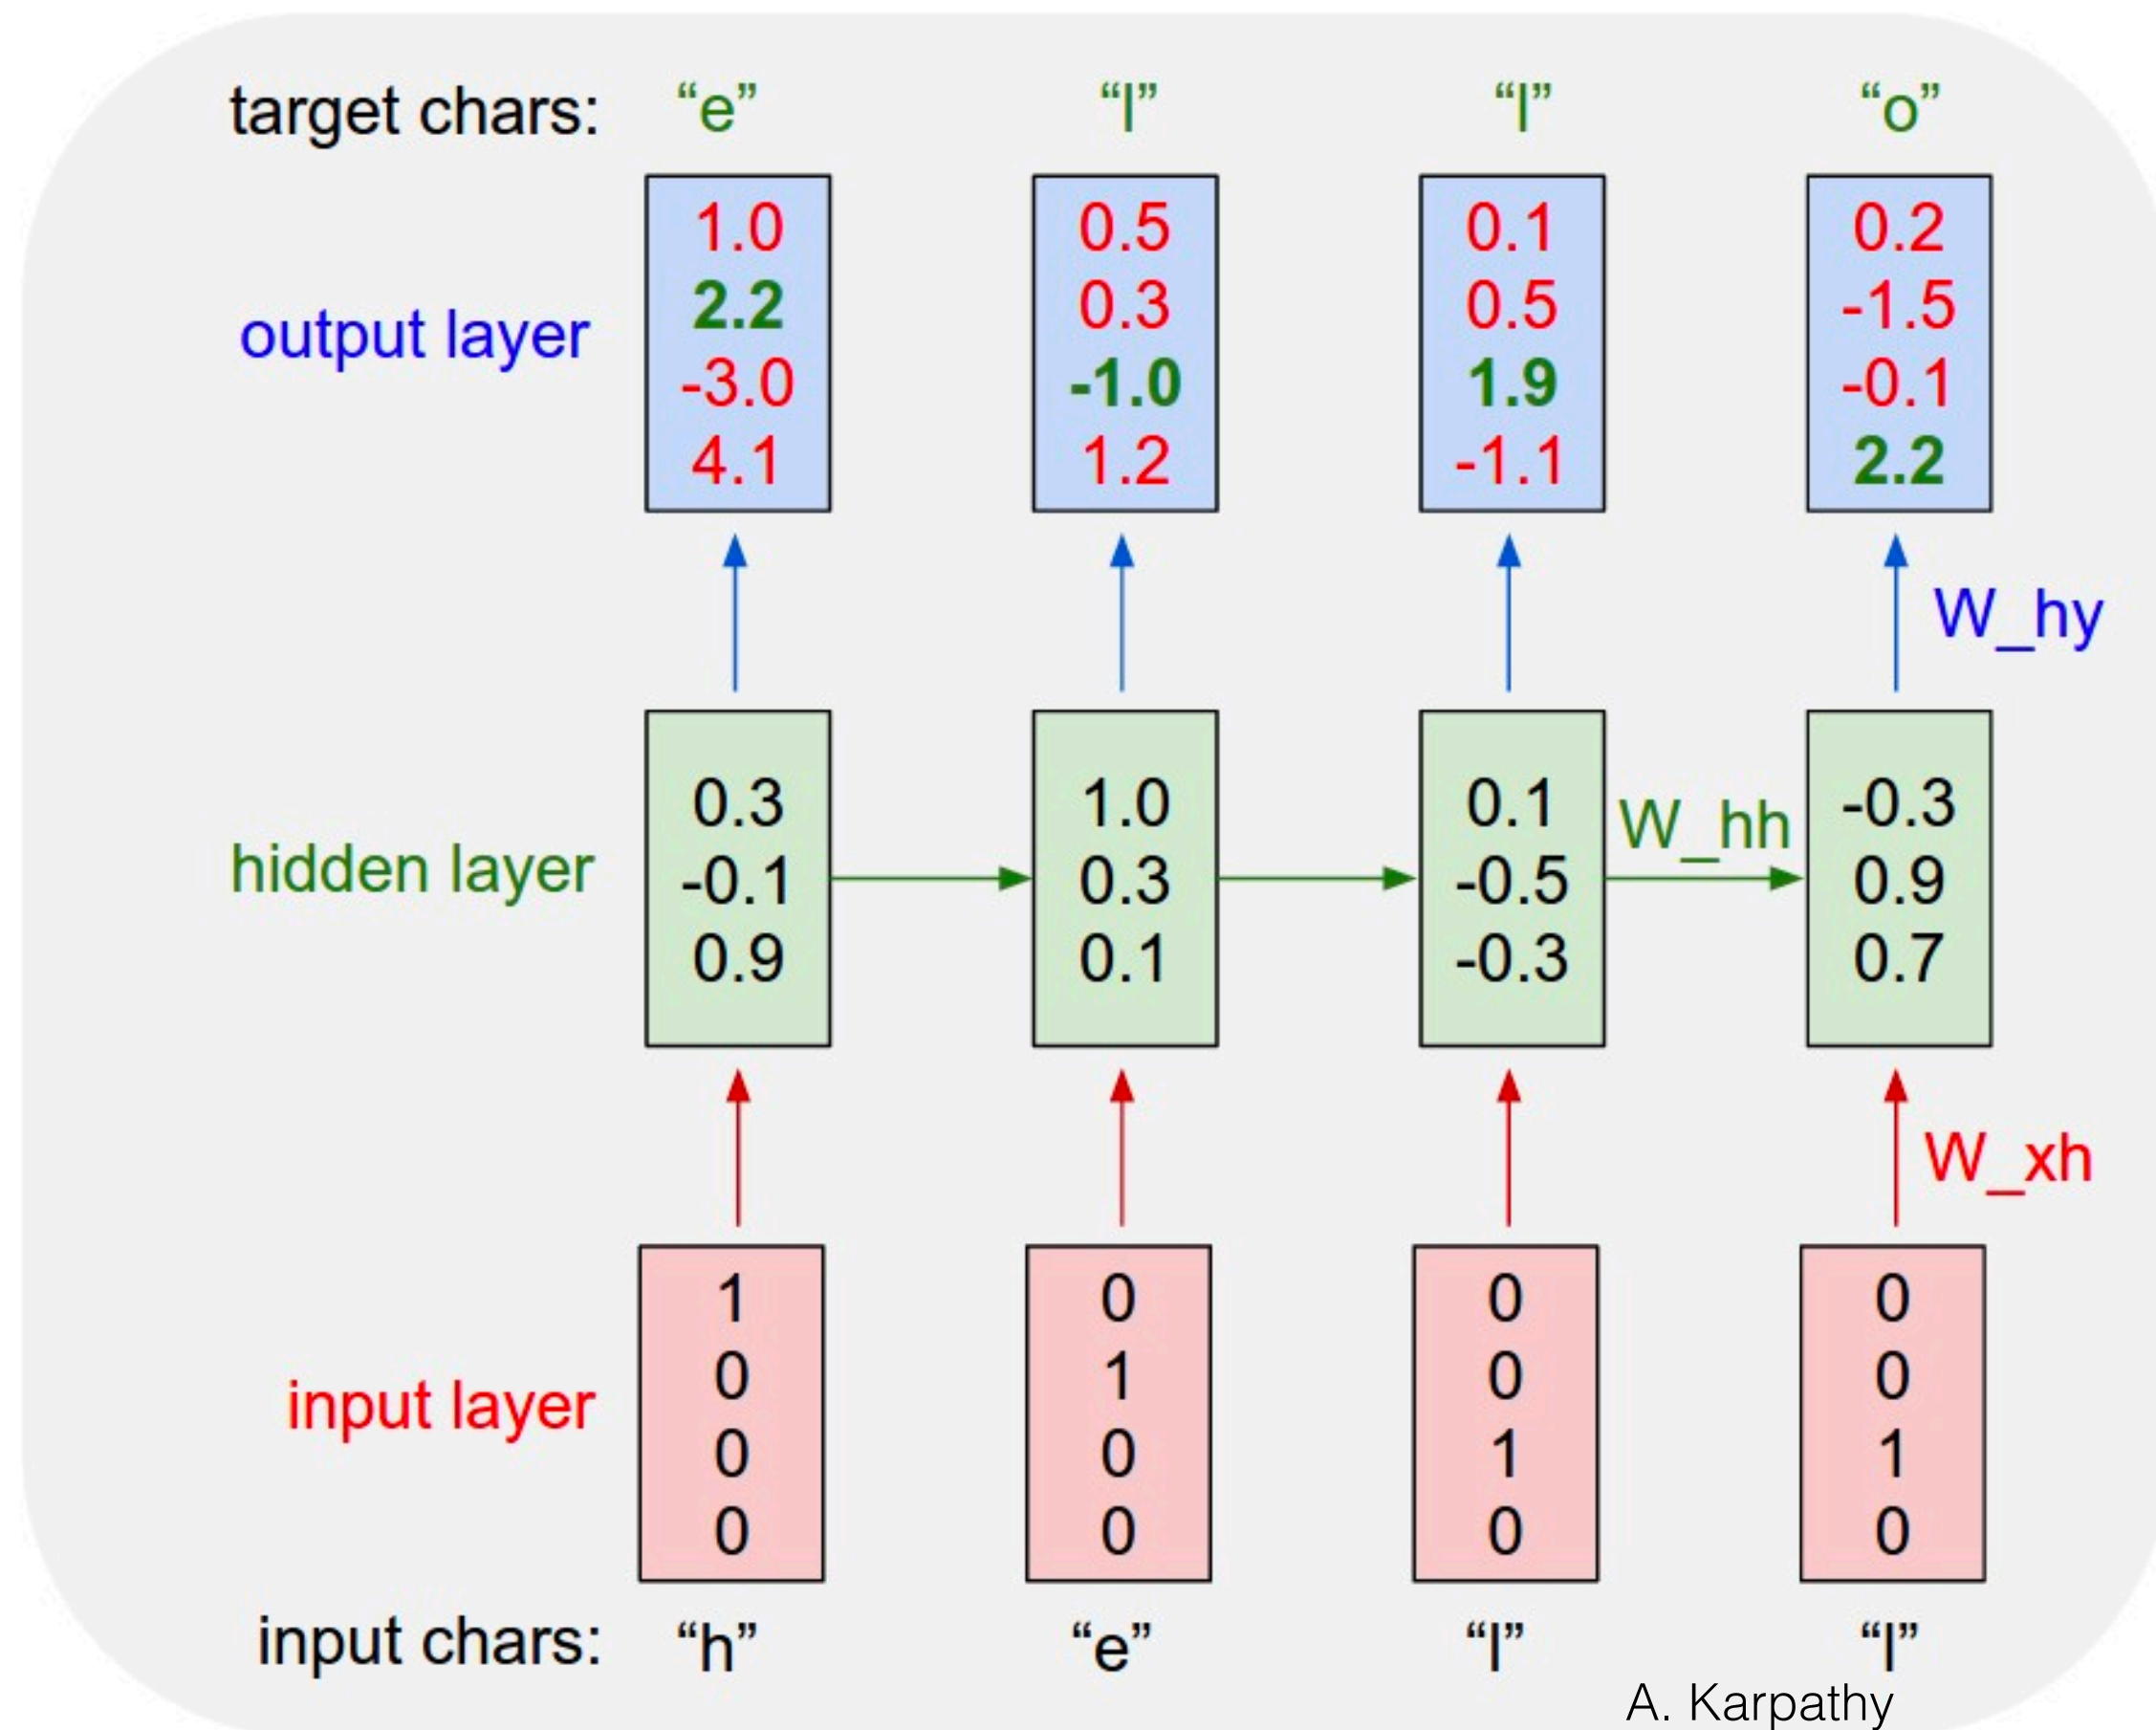 target chars: “e” “l” “l” “o”
1.0 0.5 0.1 0.2
2.2 0.3 0.5 -1.5
output layer
-3.0 -1.0 1.9 -0.1
4.1 1.2 -1.1 2.2
W_hy
0.3 1.0 0.1 W_hh -0.3
hidden layer -0.1 0.3 -0.5 0.9
0.9 0.1 -0.3 0.7
W_xh
1 0 0 0
0 1 0 0
input layer
0 0 1 1
0 0 0 0
input chars: “h” “e” “l” “l”
A. Karpathy